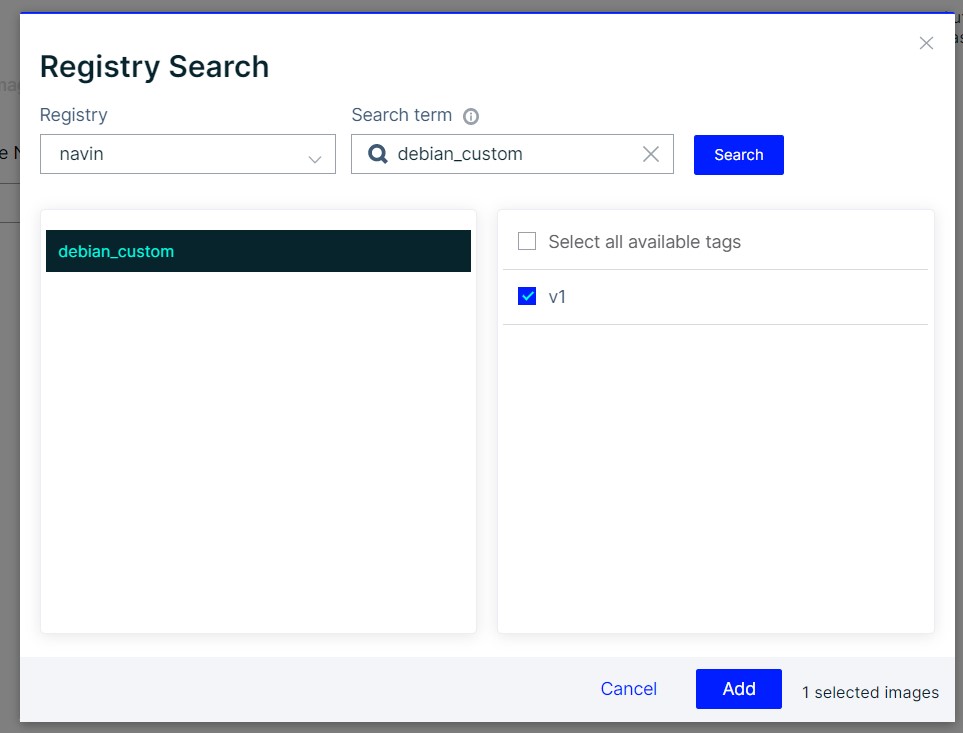 Registry Search
Registry
Search term
navin
debian_custom
Search
debian_custom
Select all available tags
v1
Cancel
Add
1 selected images